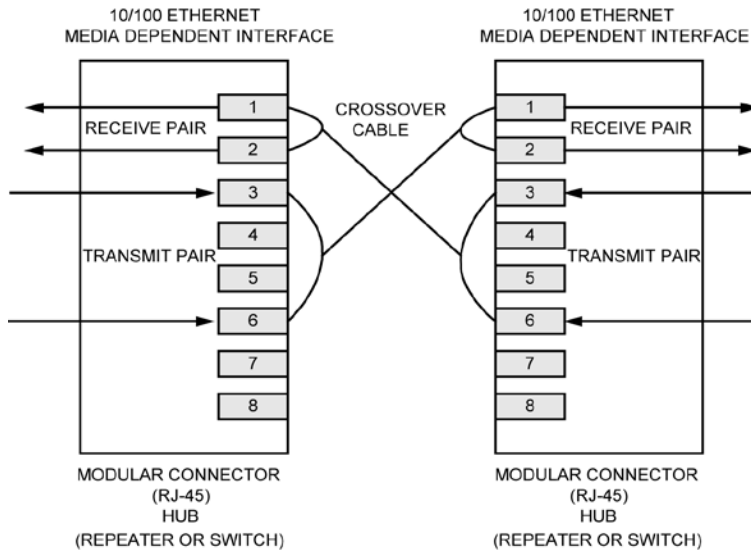 10/100 ETHERNET
MEDIA DEPENDENT INTERFACE
10/100 ETHERNET
MEDIA DEPENDENT INTERFACE
1
RECEIVE PAIR
2
3
4
TRANSMIT PAIR
5
6
7
8
CROSSOVER
CABLE
1
RECEIVE PAIR
2
3
4
TRANSMIT PAIR
5
6
7
8
MODULAR CONNECTOR
(RJ-45)
HUB
(REPEATER OR SWITCH)
MODULAR CONNECTOR
(RJ-45)
HUB
(REPEATER OR SWITCH)